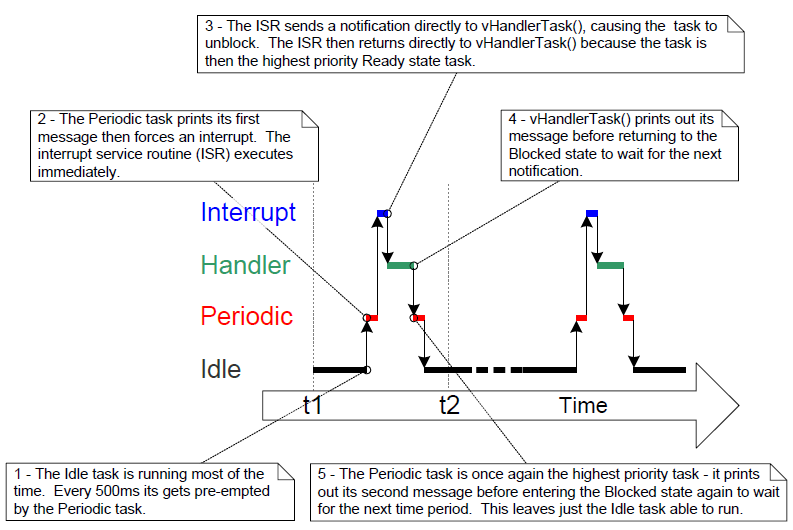 3 - The ISR sends a notification directly to vHandlerTask(), causing the task to
unblock. The ISR then returns directly to vHandlerTask() because the task is
then the highest priority Ready state task.
2 - The Periodic task prints its first
message then forces an interrupt. The
interrupt service routine (ISR) executes
immediately.
4 - vHandlerTask() prints out its
message before returning to the
Blocked state to wait for the next
notification.
Interrupt
Handler
Periodic
Idle
t1
t2
Time
1 - The Idle task is running most of the
time. Every 500ms its gets pre-empted
by the Periodic task.
5 - The Periodic task is once again the highest priority task - it prints
out its second message before entering the Blocked state again to wait
for the next time period. This leaves just the Idle task able to run.